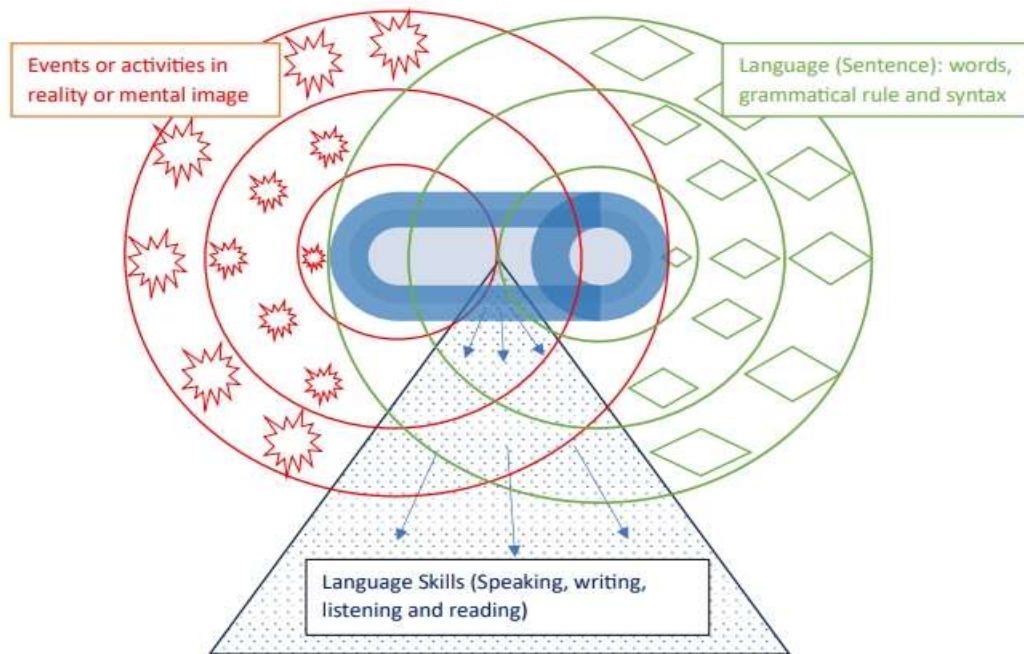 Events or activities in
reality or mental image
Language (Sentence): words,
grammatical rule and syntax
Language Skills (Speaking, writing,
listening and reading)